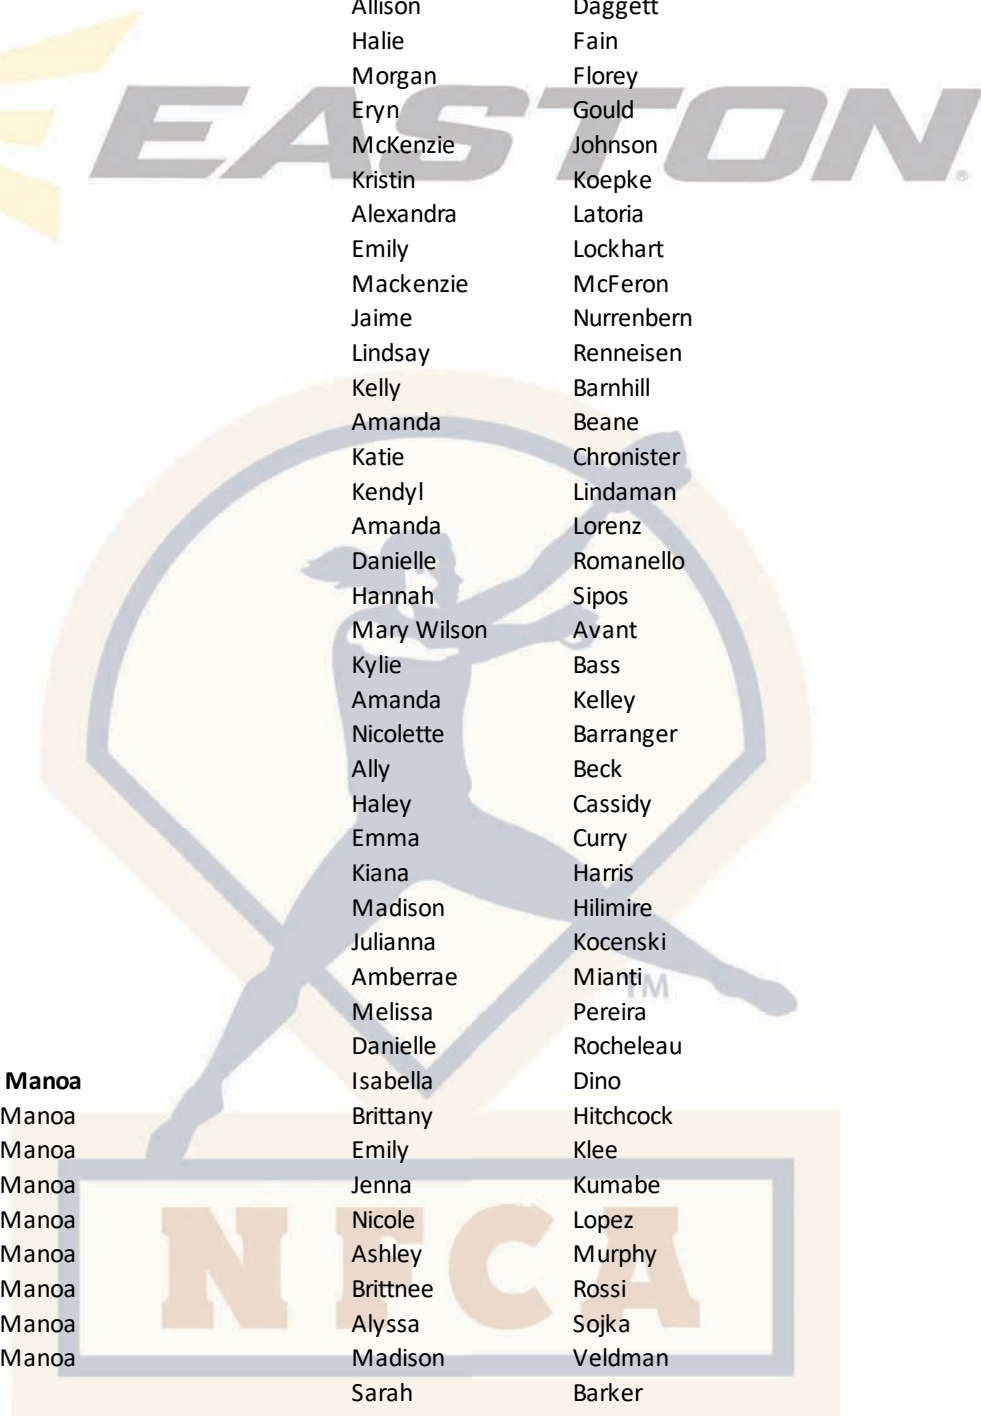 Allison Daggett
Halie Fain
Morgan Florey
EASTON®
Eryn Gould
McKenzie Johnson
Kristin Koepke
Alexandra Latoria
Emily Lockhart
Mackenzie McFeron
Jaime Nurrenbern
Lindsay Renneisen
Kelly Barnhill
Amanda Beane
Katie Chronister
Kendyl Lindaman
Amanda Lorenz
Danielle Romanello
Hannah Sipos
Mary Wilson Avant
Kylie Bass
Amanda Kelley
Nicolette Barranger
Ally Beck
Haley Cassidy
Emma Curry
Kiana Harris
Madison Hilimire
Julianna Kocenski
Amberrae Mianti
TM
Melissa Pereira
Danielle Rocheleau
Manoa Isabella Dino
Manoa Brittany Hitchcock
Manoa Emily Klee
Manoa Jenna Kumabe
Manoa Nicole Lopez
Manoa Ashley Murphy
NFCA
Manoa Brittnee Rossi
Manoa Alyssa Sojka
Manoa Madison Veldman
Sarah Barker